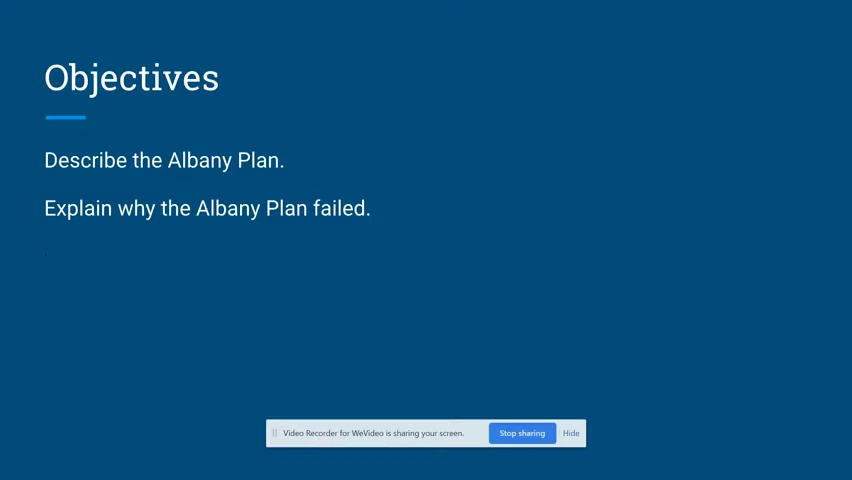 Objectives
Describe the Albany Plan.
Explain why the Albany Plan failed.
.
Video Recorder for WeVideo is sharing your screen. Stop sharing Hide